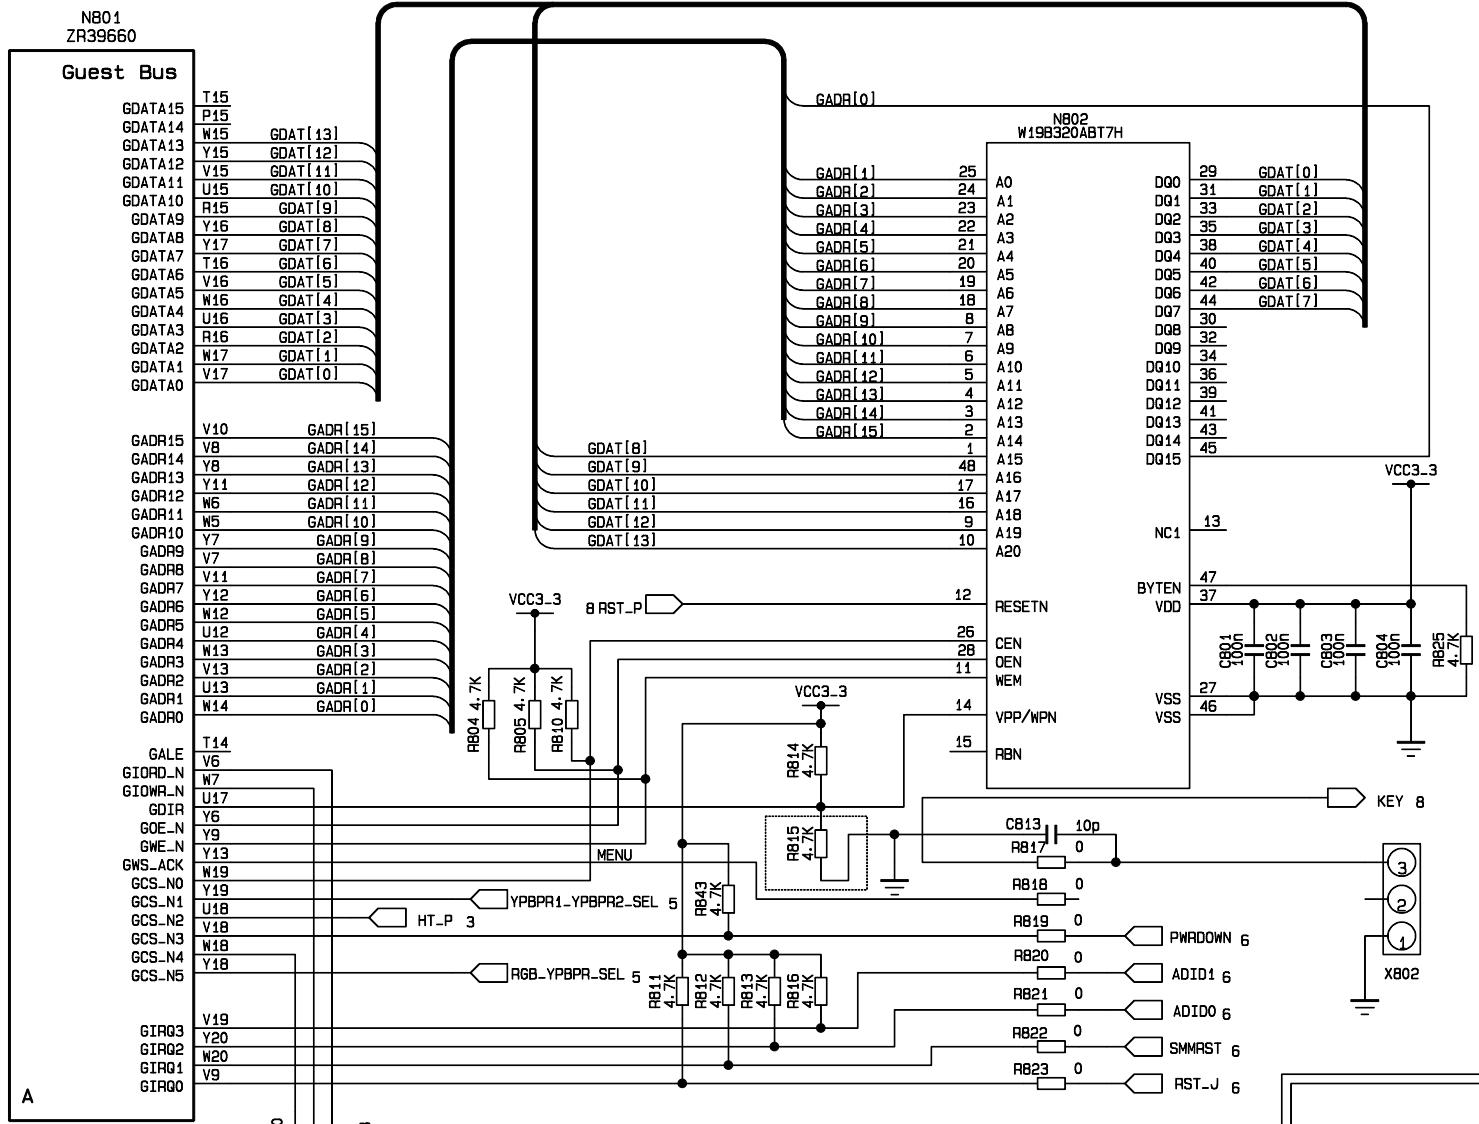 N801
ZR39660
Guest Bus
GDATA15 T15
GDATA14 P15
GDATA13 W15 GDAT[13]
GDATA12 Y15 GDAT[12]
GDATA11 V15 GDAT[11]
GDATA10 U15 GDAT[10]
GDATA9 R15 GDAT[9]
GDATA8 Y16 GDAT[8]
GDATA7 Y17 GDAT[7]
GDATA6 T16 GDAT[6]
GDATA5 V16 GDAT[5]
GDATA4 W16 GDAT[4]
GDATA3 U16 GDAT[3]
GDATA2 R16 GDAT[2]
GDATA1 W17 GDAT[1]
GDATA0 V17 GDAT[0]
GADR15 V10 GADR[15]
GADR14 V8 GADR[14]
GADR13 Y8 GADR[13]
GADR12 Y11 GADR[12]
GADR11 W6 GADR[11]
GADR10 W5 GADR[10]
GADR9 Y7 GADR[9]
GADR8 V7 GADR[8]
GADR7 V11 GADR[7]
GADR6 Y12 GADR[6]
GADR5 W12 GADR[5]
GADR4 U12 GADR[4]
GADR3 W13 GADR[3]
GADR2 V13 GADR[2]
GADR1 U13 GADR[1]
GADR0 W14 GADR[0]
GALE T14
GIORD_N V6
GIOWR_N W7
GDIR U17
GOE_N Y6
GWE_N Y9
GWS_ACK Y13 MENU
GCS_N0 W19
GCS_N1 Y19 YPBPR1_YPBPR2_SEL 5
GCS_N2 U18 HT_P 3
GCS_N3 V18
GCS_N4 W18
GCS_N5 Y18 RGB_YPBPR_SEL 5
GIRQ3 V19
GIRQ2 Y20
GIRQ1 W20
GIRQ0 V9
A
GADR[0]
N802
W19B320ABT7H
GADR[1] 25 A0
GADR[2] 24 A1
GADR[3] 23 A2
GADR[4] 22 A3
GADR[5] 21 A4
GADR[6] 20 A5
GADR[7] 19 A6
GADR[8] 18 A7
GADR[9] 8 A8
GADR[10] 7 A9
GADR[11] 6 A10
GADR[12] 5 A11
GADR[13] 4 A12
GADR[14] 3 A13
GADR[15] 2 A14
GDAT[8] 1 A15
GDAT[9] 48 A16
GDAT[10] 17 A17
GDAT[11] 16 A18
GDAT[12] 9 A19
GDAT[13] 10 A20
8 RST_P 12 RESETN
26 CEN
28 OEN
11 WEM
14 VPP/WPN
15 RBN
DQ0 29 GDAT[0]
DQ1 31 GDAT[1]
DQ2 33 GDAT[2]
DQ3 35 GDAT[3]
DQ4 38 GDAT[4]
DQ5 40 GDAT[5]
DQ6 42 GDAT[6]
DQ7 44 GDAT[7]
DQ8 30
DQ9 32
DQ10 34
DQ11 36
DQ12 39
DQ13 41
DQ14 43
DQ15 45
NC1 13
BYTEN 47
VDD 37
VSS 27
VSS 46
VCC3_3
C801 100n
C802 100n
C803 100n
C804 100n
R825 4.7K
VCC3_3
R804 4.7K
R805 4.7K
R810 4.7K
VCC3_3
R814 4.7K
R815 4.7K
R843 4.7K
R811 4.7K
R812 4.7K
R813 4.7K
R816 4.7K
KEY 8
C813 10p
R817 0
R818 0
R819 0 PWRDOWN 6
R820 0 ADID1 6
R821 0 ADID0 6
R822 0 SMMRST 6
R823 0 RST_J 6
3
2
1
X802